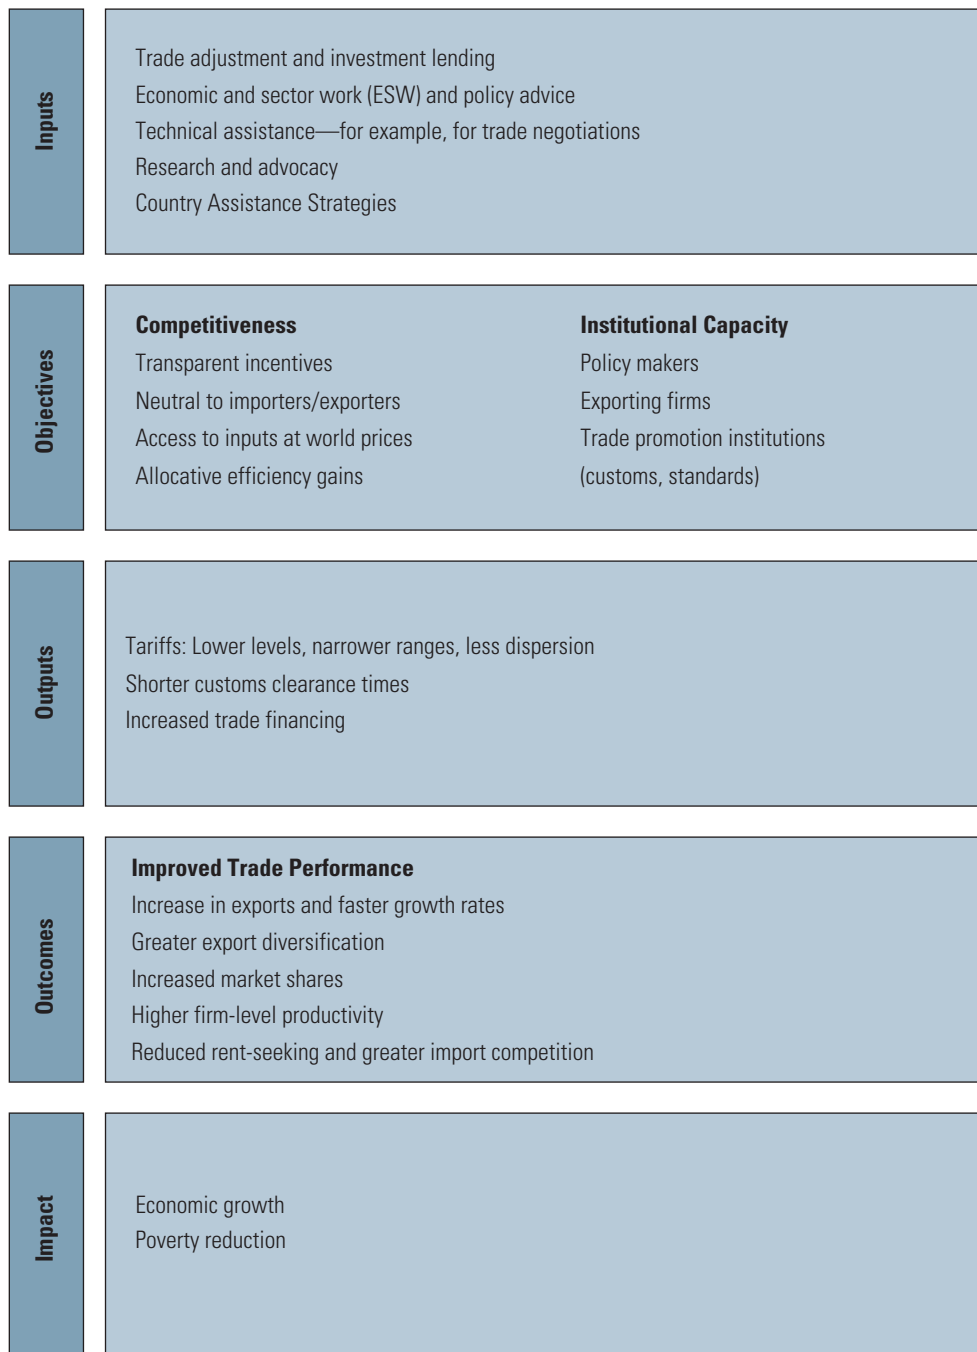 Inputs
Trade adjustment and investment lending
Economic and sector work (ESW) and policy advice
Technical assistance—for example, for trade negotiations
Research and advocacy
Country Assistance Strategies
Objectives
Competitiveness
Transparent incentives
Neutral to importers/exporters
Access to inputs at world prices
Allocative efficiency gains
Institutional Capacity
Policy makers
Exporting firms
Trade promotion institutions
(customs, standards)
Outputs
Tariffs: Lower levels, narrower ranges, less dispersion
Shorter customs clearance times
Increased trade financing
Outcomes
Improved Trade Performance
Increase in exports and faster growth rates
Greater export diversification
Increased market shares
Higher firm-level productivity
Reduced rent-seeking and greater import competition
Impact
Economic growth
Poverty reduction